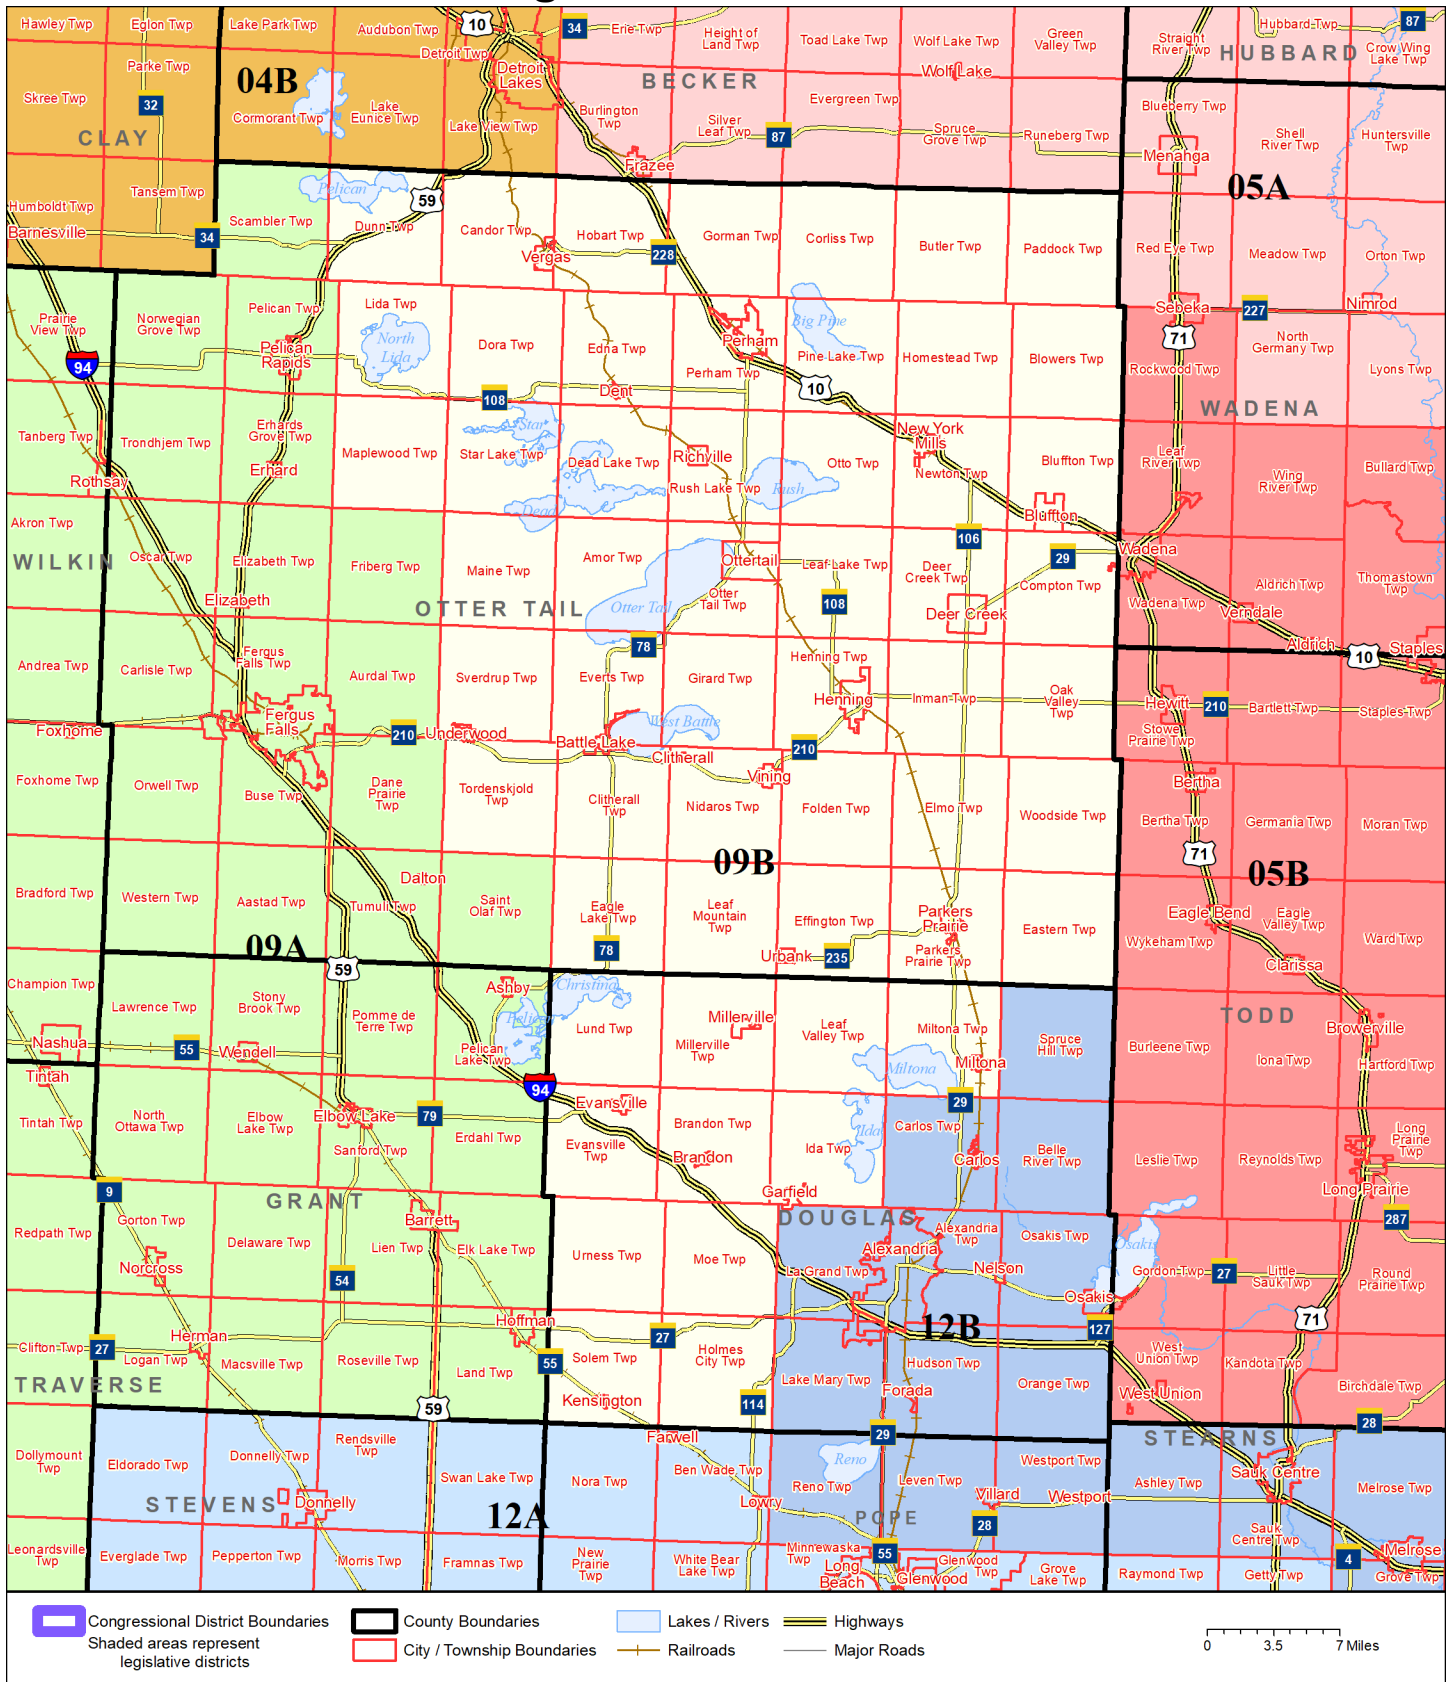 Hawley Twp
Eglon Twp
Lake Park Twp
Audubon Twp
10
34
Erie Twp
Height of
Land Twp
Toad Lake Twp
Wolf Lake Twp
Green
Valley Twp
Straight
River Twp
Hubbard Twp
87
HUBBARD
Crow Wing
Lake Twp
Parke Twp
Detroit Twp
Detroit
Lakes
BECKER
Wolf Lake
04B
Skree Twp
32
Cormorant Twp
Lake
Eunice Twp
Lake View Twp
Burlington
Twp
Silver
Leaf Twp
87
Evergreen Twp
Spruce
Grove Twp
Runeberg Twp
Blueberry Twp
Menahga
Shell
River Twp
Huntersville
Twp
CLAY
Frazee
05A
Tansem Twp
Humboldt Twp
Barnesville
34
Scambler Twp
Pelican
59
Dunn Twp
Candor Twp
Vergas
Hobart Twp
228
Gorman Twp
Corliss Twp
Butler Twp
Paddock Twp
Red Eye Twp
Meadow Twp
Orton Twp
Prairie
View Twp
Norwegian
Grove Twp
Pelican Twp
Pelican
Rapids
Lida Twp
North
Lida
Dora Twp
Edna Twp
Dent
Perham
Perham Twp
Big Pine
Pine Lake Twp
Homestead Twp
Blowers Twp
Sebeka
227
Nimrod
71
North
Germany Twp
Rockwood Twp
Lyons Twp
94
108
10
WADENA
Tanberg Twp
Trondhjem Twp
Erhards
Grove Twp
Erhard
Maplewood Twp
Star
Star Lake Twp
Dead Lake Twp
Dead
Richville
Rush Lake Twp
Rush
Otto Twp
New York
Mills
Newton Twp
Bluffton Twp
Bluffton
Leaf
River Twp
Wing
River Twp
Bullard Twp
Rothsay
Akron Twp
WILKIN
Oscar Twp
Elizabeth Twp
Elizabeth
Friberg Twp
Maine Twp
OTTER TAIL
Amor Twp
Otter Tail
Ottertail
Otter
Tail Twp
Leaf Lake Twp
108
106
Deer
Creek Twp
Deer Creek
29
Compton Twp
Wadena
Wadena Twp
Aldrich Twp
Verndale
Aldrich
Thomastown
Twp
10
Staples
Andrea Twp
Carlisle Twp
Fergus
Falls Twp
Aurdal Twp
Sverdrup Twp
78
Everts Twp
Girard Twp
Henning Twp
Henning
Inman Twp
Oak
Valley
Twp
Hewitt
210
Bartlett Twp
Staples Twp
Stowe
Prairie Twp
Foxhome
Fergus
Falls
210
Underwood
Battle Lake
West Battle
Clitherall
210
Vining
Foxhome Twp
Orwell Twp
Buse Twp
Dane
Prairie
Twp
Tordenskjold
Twp
Clitherall
Twp
Nidaros Twp
Folden Twp
Elmo Twp
Woodside Twp
Bertha
Bertha Twp
Germania Twp
Moran Twp
71
09B
05B
Bradford Twp
Western Twp
Aastad Twp
Dalton
Tumuli Twp
Saint
Olaf Twp
Eagle
Lake Twp
Leaf
Mountain
Twp
Effington Twp
Parkers
Prairie
Parkers
Prairie Twp
Eastern Twp
Eagle Bend
Eagle
Valley Twp
Wykeham Twp
Clarissa
Ward Twp
09A
59
78
Urbank
235
Champion Twp
Lawrence Twp
Stony
Brook Twp
Pomme de
Terre Twp
Ashby
Christina
Pelican
Pelican
Lake Twp
Lund Twp
Millerville
Millerville
Twp
Leaf
Valley Twp
Miltona Twp
Miltona
Miltona
Spruce
Hill Twp
TODD
Burleene Twp
Iona Twp
Browerville
Hartford Twp
Nashua
55
Wendell
Tintah
Tintah Twp
North
Ottawa Twp
Elbow
Lake Twp
Elbow Lake
79
Sanford Twp
Erdahl Twp
94
Evansville
Evansville
Twp
Brandon Twp
Brandon
Ida Twp
Ida
29
Carlos Twp
Carlos
Belle
River Twp
Leslie Twp
Reynolds Twp
Long
Prairie
Twp
Long Prairie
9
GRANT
Garfield
287
Redpath Twp
Gorton Twp
Norcross
Delaware Twp
Barrett
Lien Twp
Elk Lake Twp
Urness Twp
Moe Twp
DOUGLAS
Alexandria
La Grand Twp
Alexandria
Twp
Nelson
Osakis Twp
Osakis
Osakis
Gordon Twp
27
Little
Sauk Twp
Round
Prairie Twp
54
Clifton Twp
27
Herman
Logan Twp
Macsville Twp
Roseville Twp
Hoffman
Land Twp
55
Solem Twp
27
Holmes
City Twp
12B
Hudson Twp
127
71
West
Union Twp
Kandota Twp
TRAVERSE
59
Kensington
114
Lake Mary Twp
Forada
Orange Twp
West Union
Birchdale Twp
28
Dollymount
Twp
Eldorado Twp
Donnelly Twp
Rendsville
Twp
Swan Lake Twp
Nora Twp
Farwell
Ben Wade Twp
29
Reno
Reno Twp
Leven Twp
Westport Twp
STEARNS
Sauk Centre
Ashley Twp
Melrose Twp
STEVENS
Donnelly
12A
Lowry
POPE
Villard
28
Westport
Sauk
Centre Twp
Leonardsville
Twp
Everglade Twp
Pepperton Twp
Morris Twp
Framnas Twp
New
Prairie
Twp
White Bear
Lake Twp
Minnewaska
Twp
Long
Beach
55
Glenwood
Glenwood
Twp
Grove
Lake Twp
Raymond Twp
Getty Twp
4
Melrose
Grove Twp
Congressional District Boundaries
Shaded areas represent
legislative districts
County Boundaries
City / Township Boundaries
Lakes / Rivers
Railroads
Highways
Major Roads
0 3.5 7 Miles